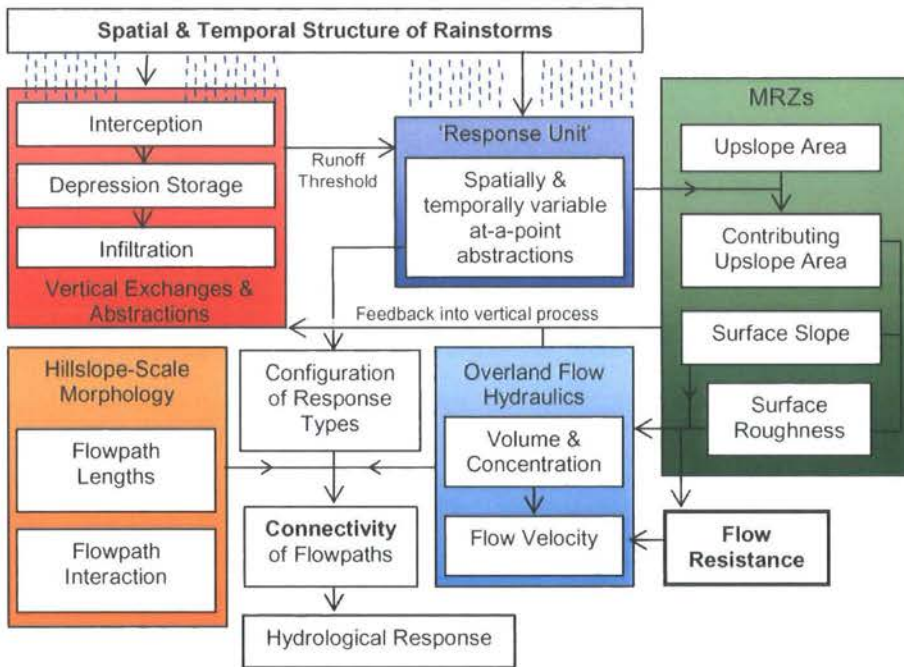 Spatial & Temporal Structure of Rainstorms
Interception
Depression Storage
Infiltration
Vertical Exchanges &
Abstractions
Runoff
Threshold
'Response Unit'
Spatially &
temporally variable
at-a-point
abstractions
MRZs
Upslope Area
Contributing
Upslope Area
Surface Slope
Surface
Roughness
Feedback into vertical process
Hillslope-Scale
Morphology
Flowpath
Lengths
Flowpath
Interaction
Configuration
of Response
Types
Connectivity
of Flowpaths
Hydrological Response
Overland Flow
Hydraulics
Volume &
Concentration
Flow Velocity
Flow
Resistance